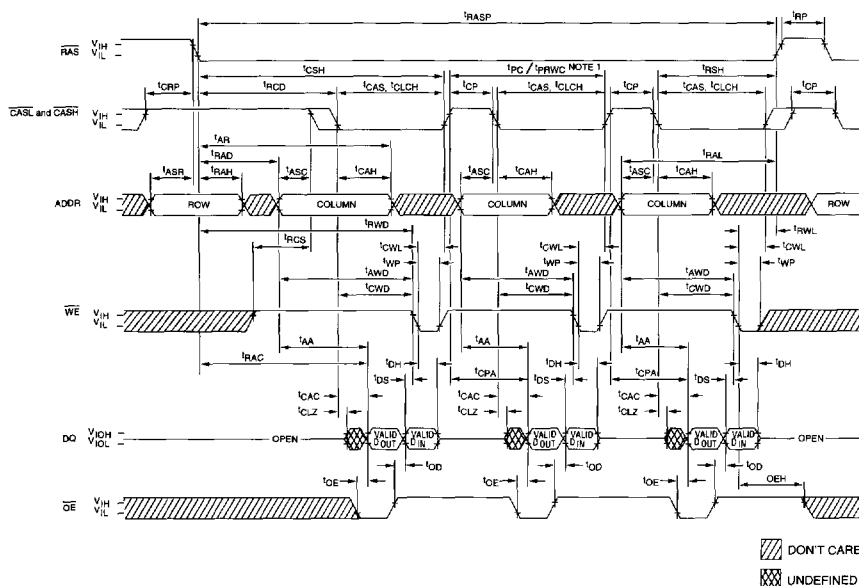 tRASP
tRP
RAS
VIH
VIL
tCSH
tPC / tPRWC NOTE 1
tRSH
tCRP
tRCD
tCAS, tCLCH
tCP
tCAS, tCLCH
tCP
tCAS, tCLCH
tCP
CASL and CASH
VIH
VIL
tAR
tRAD
tRAL
tASR
tRAH
tASC
tCAH
tASC
tCAH
tASC
tCAH
ADDR
VIH
VIL
ROW
COLUMN
COLUMN
COLUMN
ROW
tRWD
tRWL
tRCS
tCWL
tCWL
tCWL
tWP
tWP
tWP
tAWD
tAWD
tAWD
tCWD
tCWD
tCWD
WE
VIH
VIL
tAA
tAA
tAA
tRAC
tDH
tDH
tDH
tCPA
tCPA
tDS
tDS
tDS
tCAC
tCAC
tCAC
tCLZ
tCLZ
tCLZ
DQ
VIOH
VIOL
OPEN
VALID DOUT
VALID DIN
VALID DOUT
VALID DIN
VALID DOUT
VALID DIN
OPEN
tOE
tOD
tOE
tOD
tOE
tOD
OEH
OE
VIH
VIL
DON'T CARE
UNDEFINED